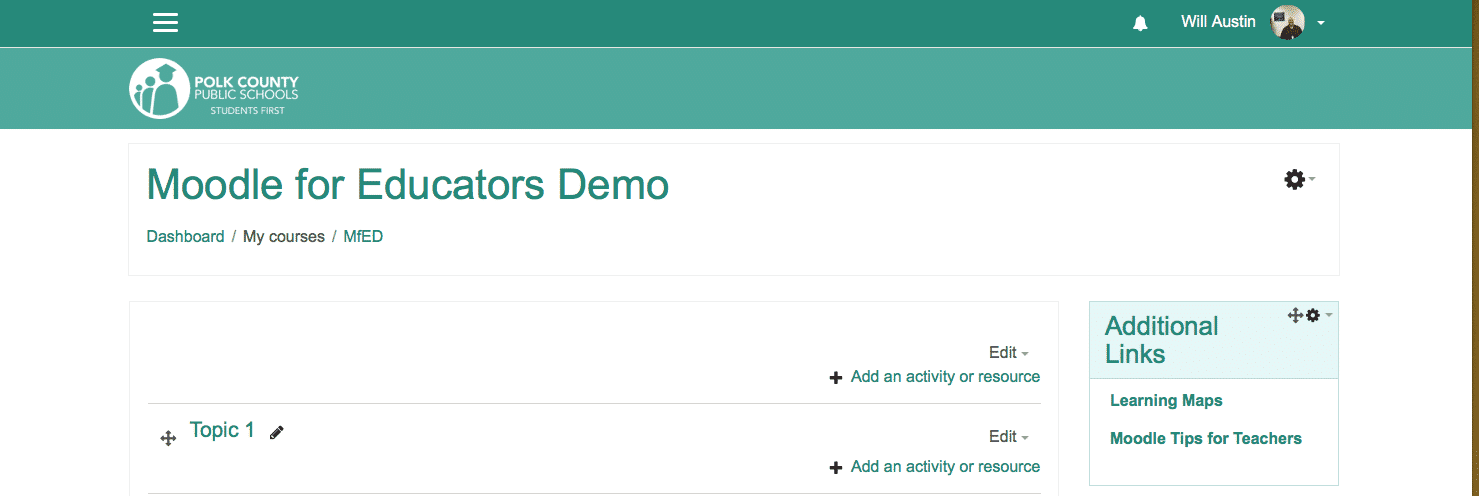 Will Austin
POLK COUNTY
PUBLIC SCHOOLS
STUDENTS FIRST
Moodle for Educators Demo
Dashboard / My courses / MfED
Edit
Add an activity or resource
Topic 1
Edit
Add an activity or resource
Additional
Links
Learning Maps
Moodle Tips for Teachers